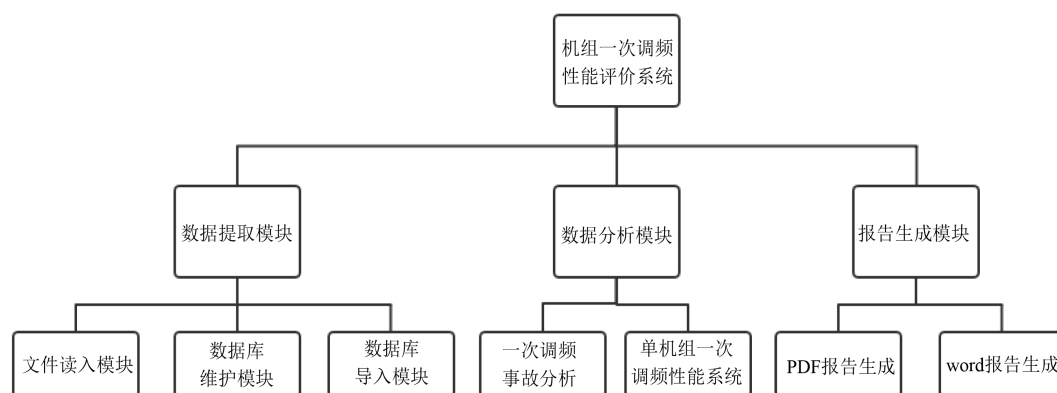 机组一次调频
性能评价系统
数据提取模块
数据分析模块
报告生成模块
文件读入模块
数据库
维护模块
数据库
导入模块
一次调频
事故分析
单机组一次
调频性能系统
PDF报告生成
word报告生成